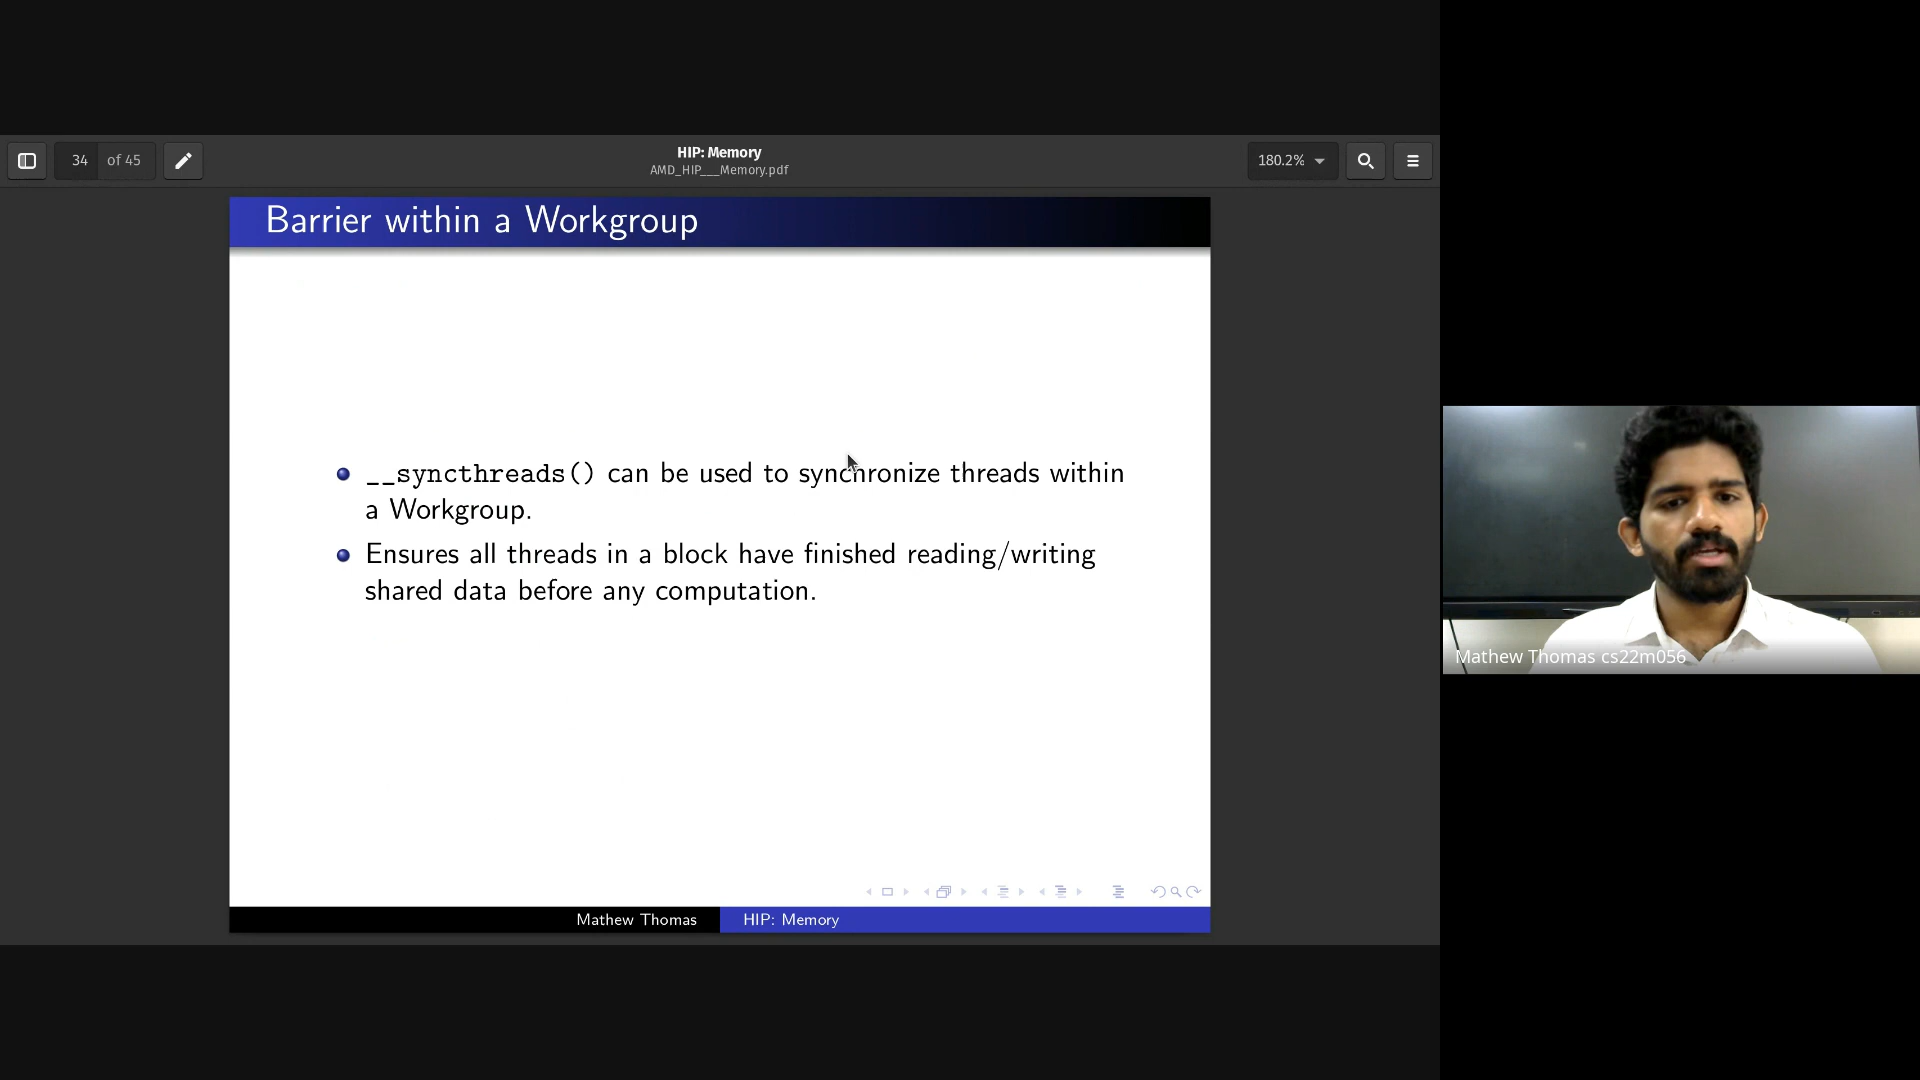 34 of 45
HIP: Memory
AMD_HIP___Memory.pdf
180.2%
Barrier within a Workgroup
__syncthreads() can be used to synchronize threads within
a Workgroup.
Ensures all threads in a block have finished reading/writing
shared data before any computation.
Mathew Thomas
HIP: Memory
Mathew Thomas cs22m056